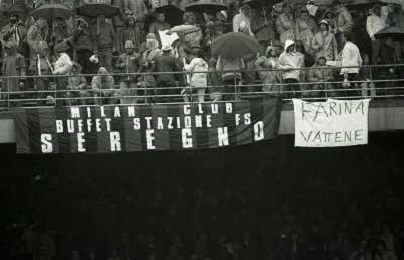 MILAN CLUB
BUFFET STAZIONE FS
SEREGNO
FARINA
VATTENE